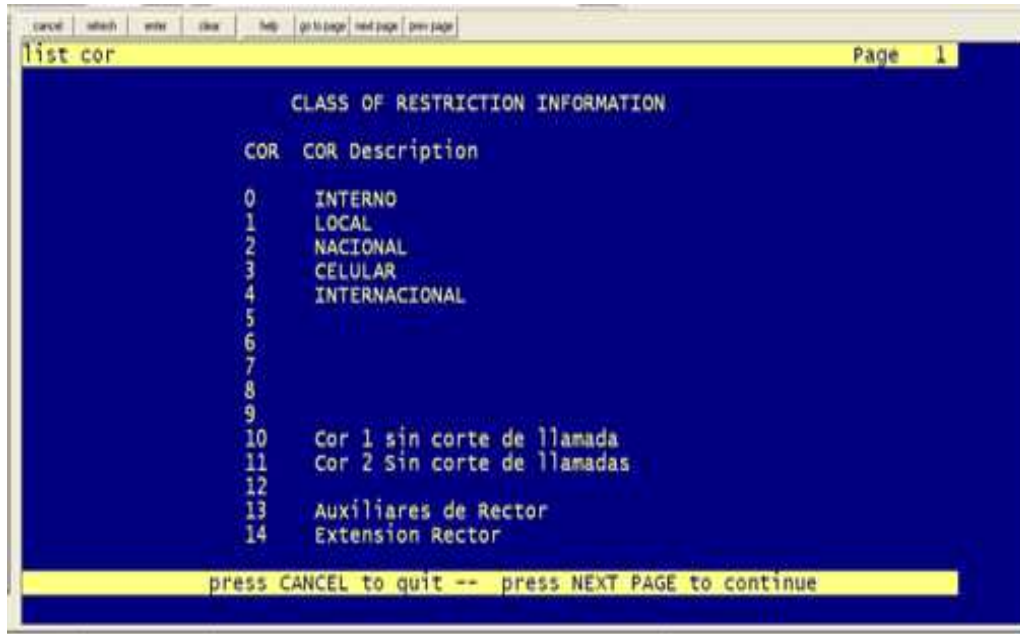 cancel refresh enter clear help go to page next page prev page
list cor Page 1
CLASS OF RESTRICTION INFORMATION
COR COR Description
0 INTERNO
1 LOCAL
2 NACIONAL
3 CELULAR
4 INTERNACIONAL
5
6
7
8
9
10 Cor 1 sin corte de llamada
11 Cor 2 Sin corte de llamadas
12
13 Auxiliares de Rector
14 Extension Rector
press CANCEL to quit -- press NEXT PAGE to continue